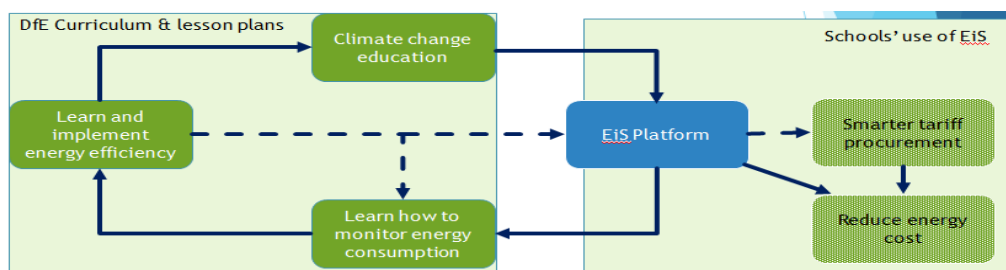 DfE Curriculum & lesson plans
Climate change
education
Schools' use of EiS
Learn and
implement
energy efficiency
EiS Platform
Smarter tariff
procurement
Learn how to
monitor energy
consumption
Reduce energy
cost